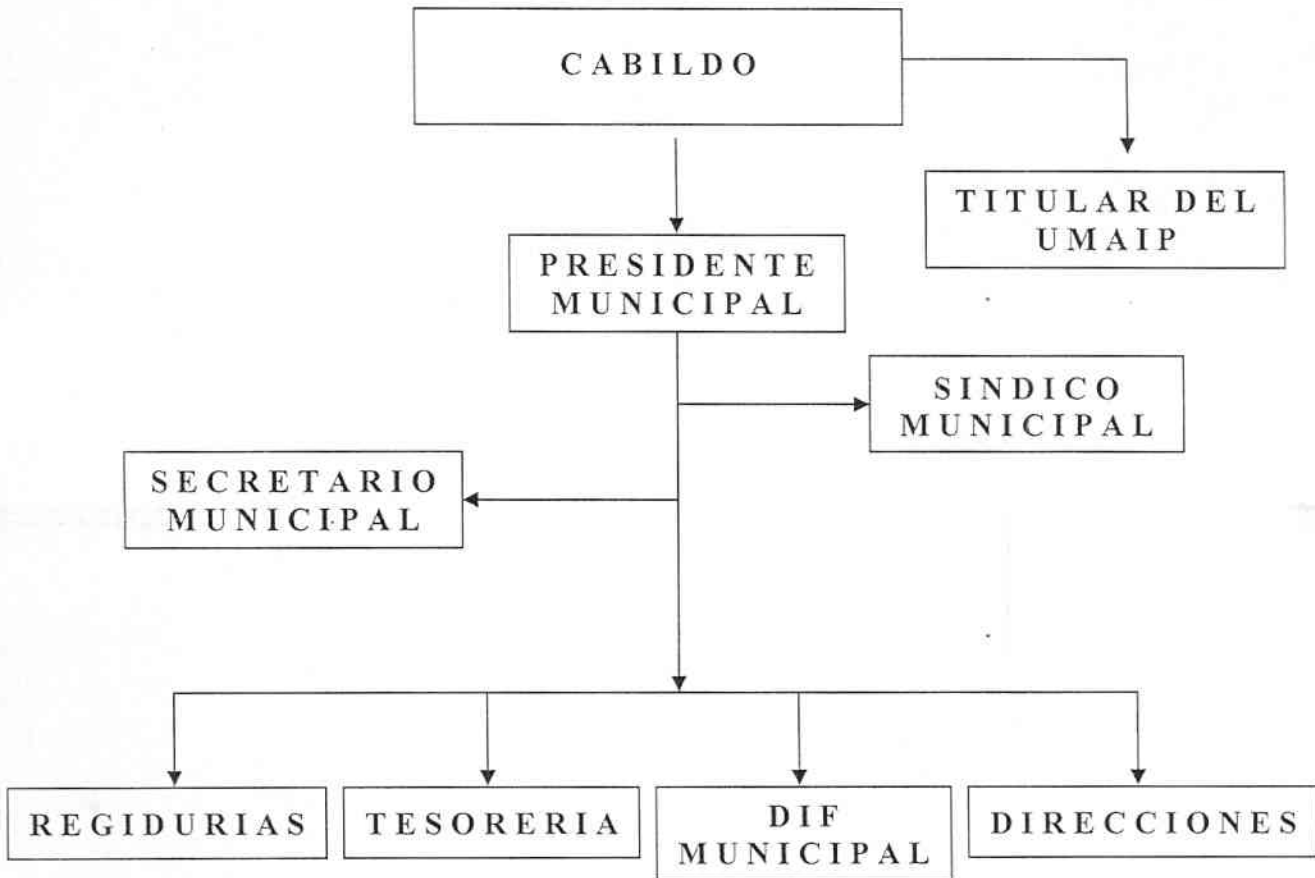 CABILDO
TITULAR DEL
UMAIP
PRESIDENTE
MUNICIPAL
SINDICO
MUNICIPAL
SECRETARIO
MUNICIPAL
REGIDURIAS
TESORERIA
DIF
MUNICIPAL
DIRECCIONES